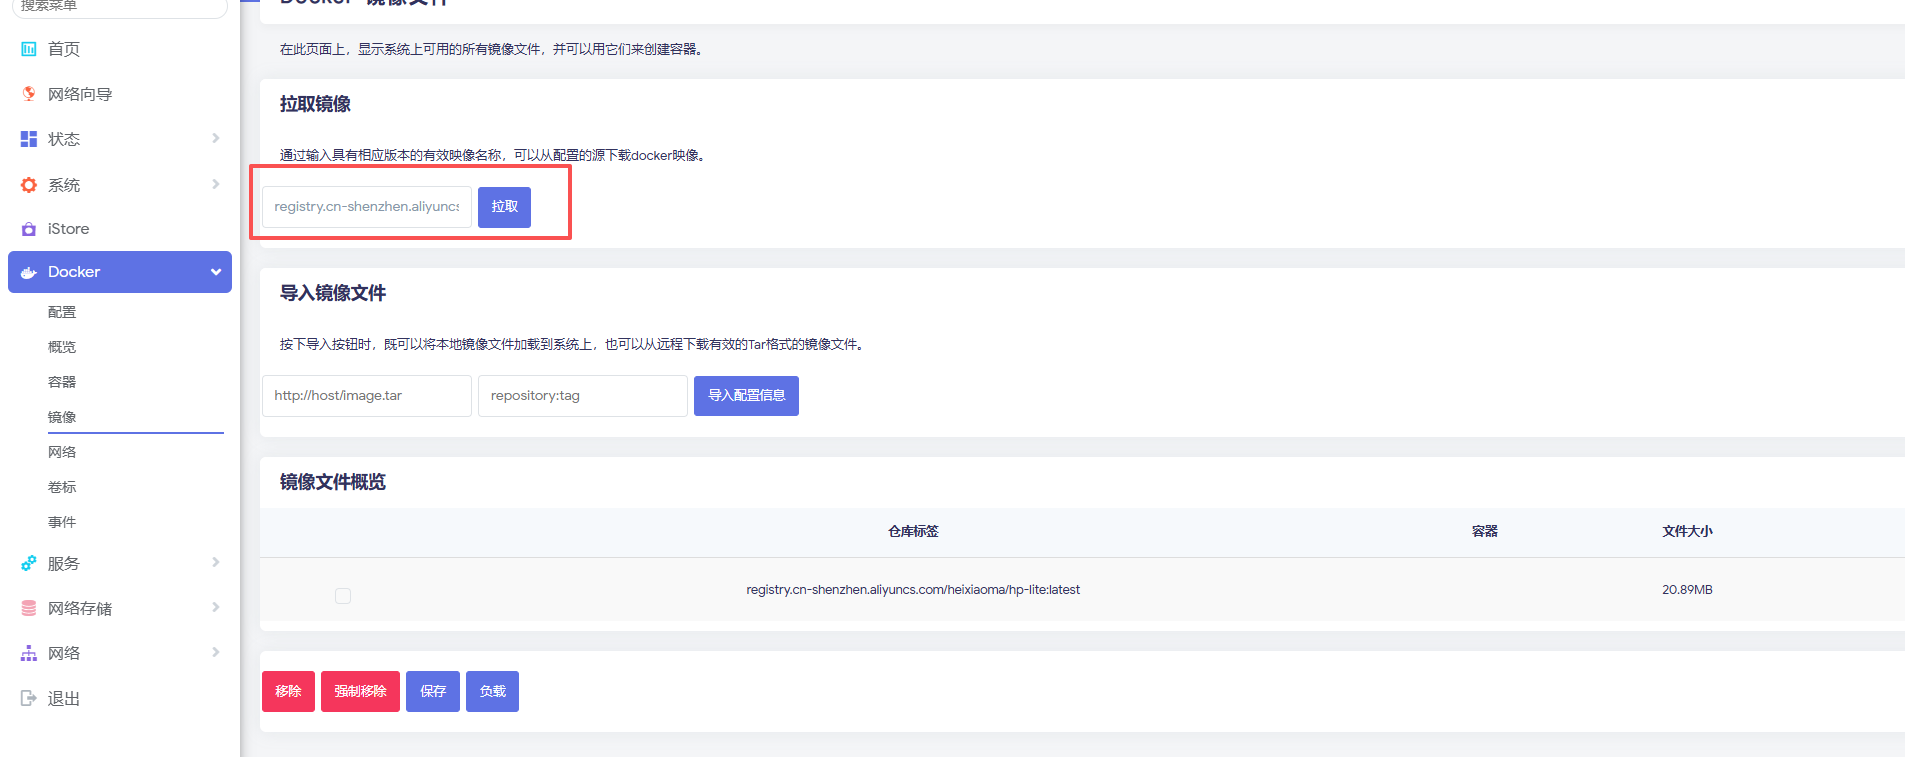 搜索菜单
首页
网络向导
状态
系统
iStore
Docker
配置
概览
容器
镜像
网络
卷标
事件
服务
网络存储
网络
退出
Docker - 镜像文件
在此页面上，显示系统上可用的所有镜像文件，并可以用它们来创建容器。
拉取镜像
通过输入具有相应版本的有效映像名称，可以从配置的源下载docker映像。
registry.cn-shenzhen.aliyuncs
拉取
导入镜像文件
按下导入按钮时，既可以将本地镜像文件加载到系统上，也可以从远程下载有效的Tar格式的镜像文件。
http://host/image.tar
repository:tag
导入配置信息
镜像文件概览
仓库标签 容器 文件大小
registry.cn-shenzhen.aliyuncs.com/heixiaoma/hp-lite:latest 20.89MB
移除 强制移除 保存 负载